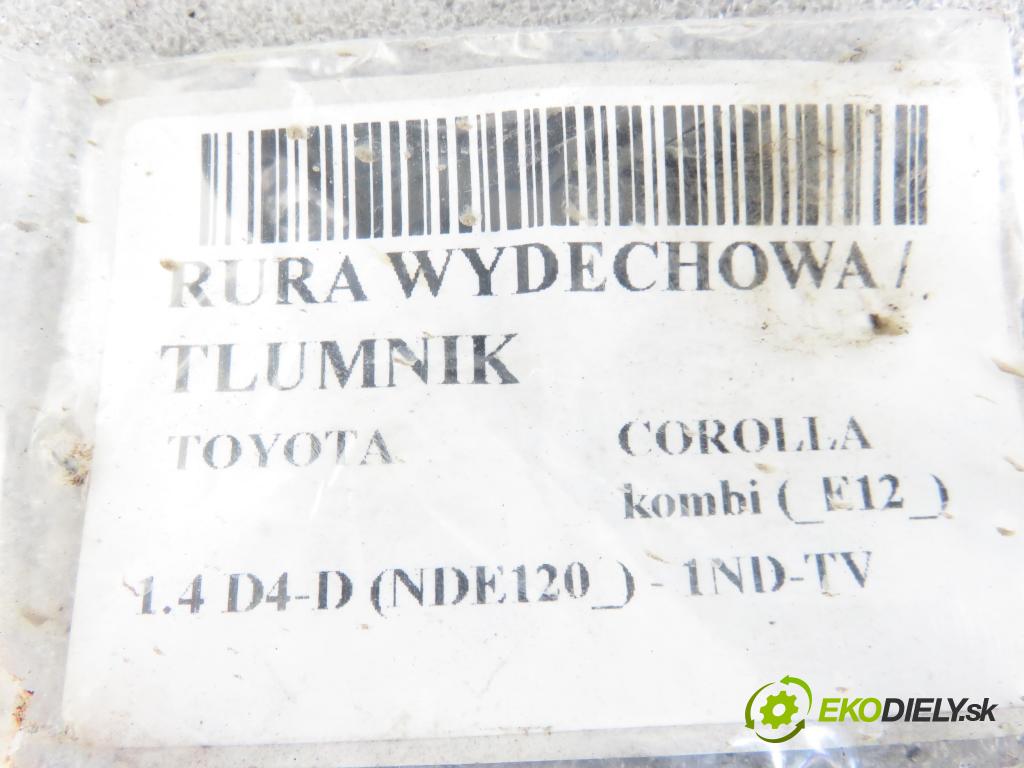 RURA WYDECHOWA /
TLUMNIK
TOYOTA COROLLA
kombi (_E12_)
1.4 D4-D (NDE120_) - 1ND-TV
EKODIELY.sk